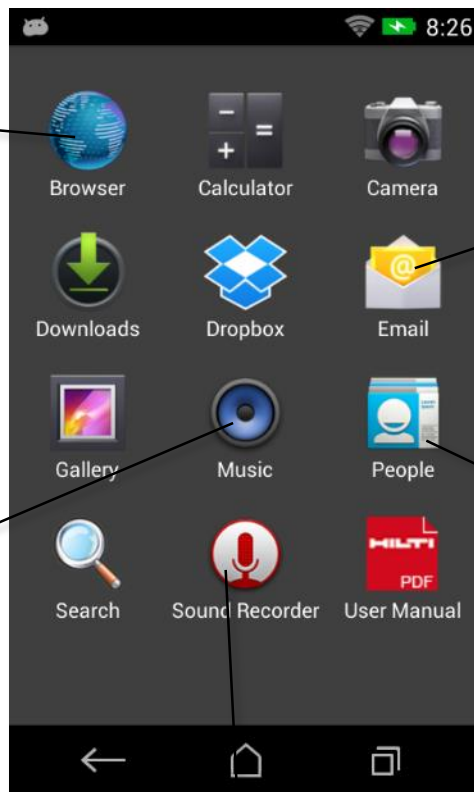 8:26
Browser Calculator Camera
@
Downloads Dropbox Email
Gallery Music People
HILTI
PDF
Search Sound Recorder User Manual